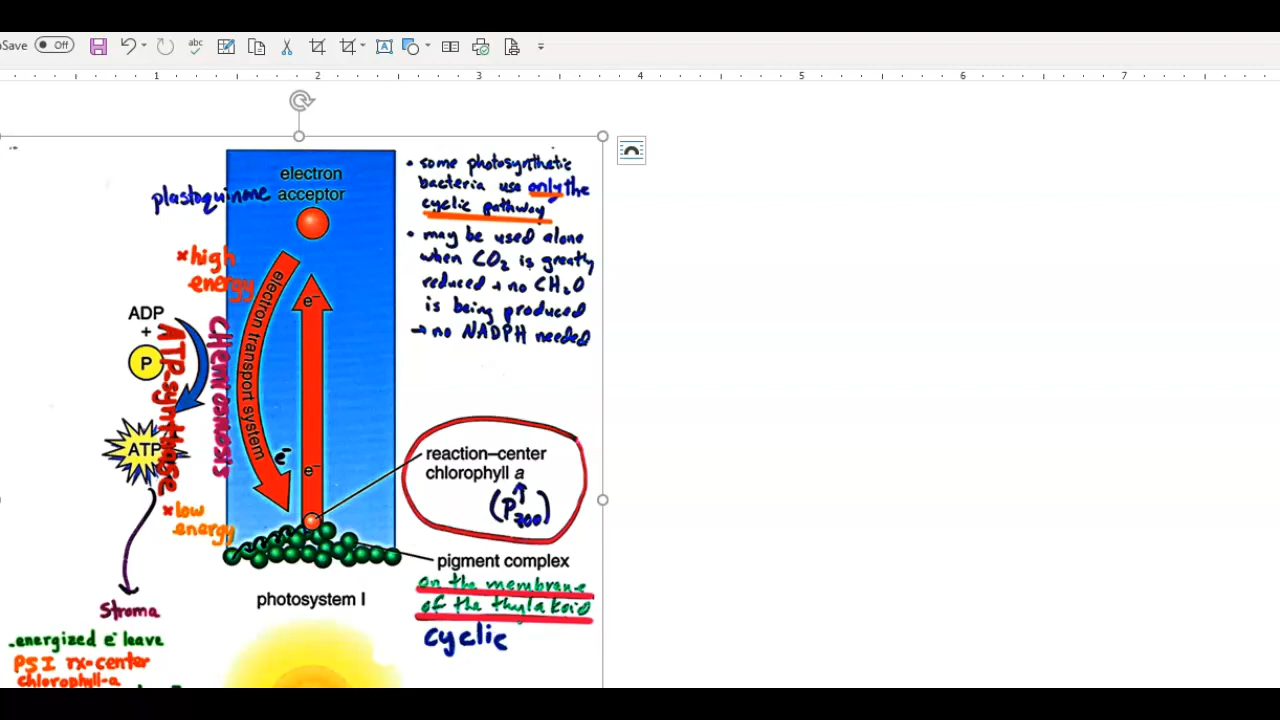 Save Off
abc
1 2 3 4 5 6 7
electron
acceptor
plastoquinone
• some photosynthetic
bacteria use only the
cyclic pathway
• may be used alone
when CO₂ is greatly
reduced → no CH₂O
is being produced
→ no NADPH needed
*high
energy
electron transport system
e⁻
e⁻
e⁻
ADP
+
P
ATP
ATP-synthase
CHemiosmosis
*low
energy
reaction–center
chlorophyll a
(P700)
pigment complex
on the membrane
of the thylakoid
cyclic
photosystem I
Stroma
.energized e⁻ leave
PS I rx-center
chlorophyll-a